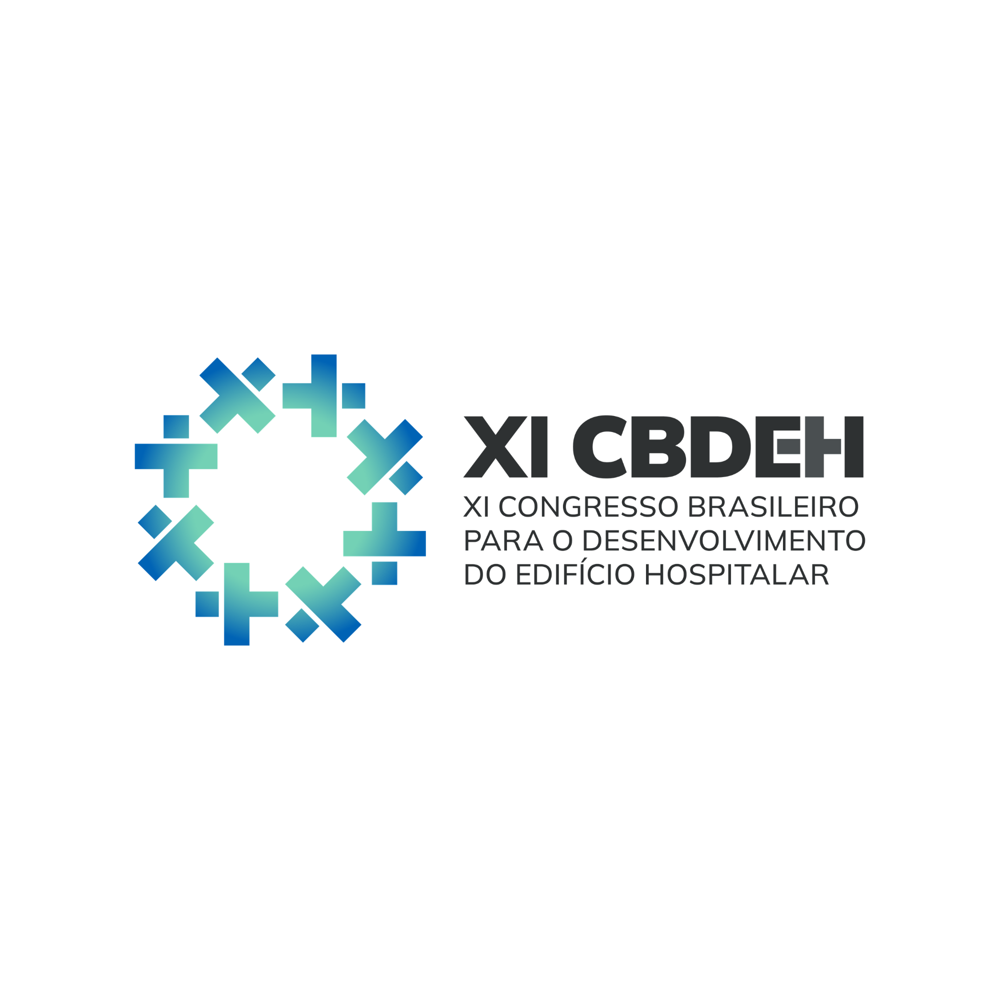 XI CBDEH
XI CONGRESSO BRASILEIRO
PARA O DESENVOLVIMENTO
DO EDIFÍCIO HOSPITALAR